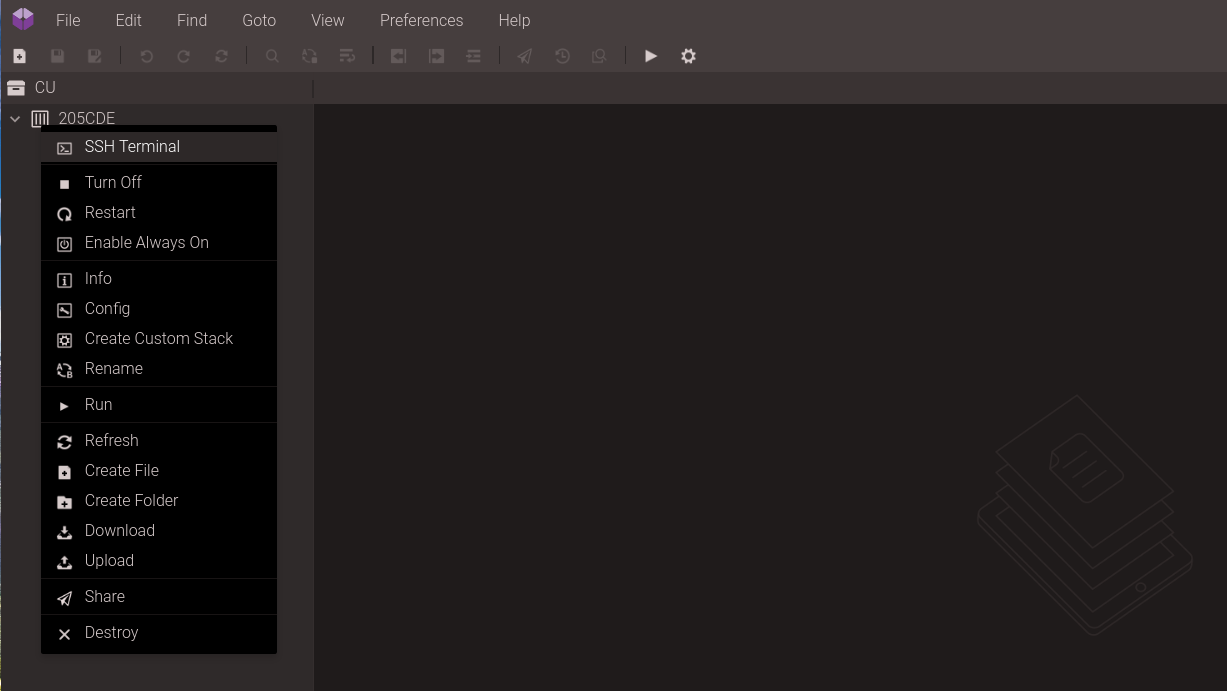 File Edit Find Goto View Preferences Help
CU
205CDE
SSH Terminal
Turn Off
Restart
Enable Always On
Info
Config
Create Custom Stack
Rename
Run
Refresh
Create File
Create Folder
Download
Upload
Share
Destroy